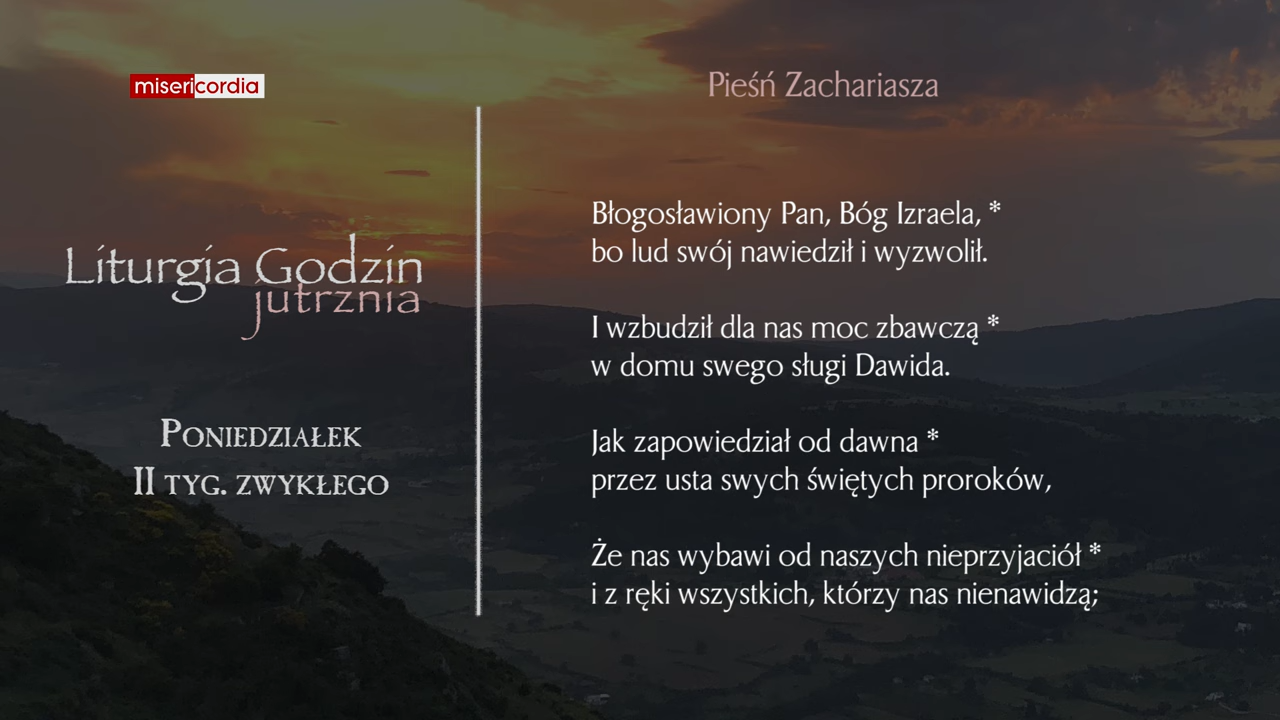 misericordia
Liturgia Godzin
jutrznia
Poniedziałek
II tyg. zwykłego
Pieśń Zachariasza
Błogosławiony Pan, Bóg Izraela, *
bo lud swój nawiedził i wyzwolił.
I wzbudził dla nas moc zbawczą *
w domu swego sługi Dawida.
Jak zapowiedział od dawna *
przez usta swych świętych proroków,
Że nas wybawi od naszych nieprzyjaciół *
i z ręki wszystkich, którzy nas nienawidzą;